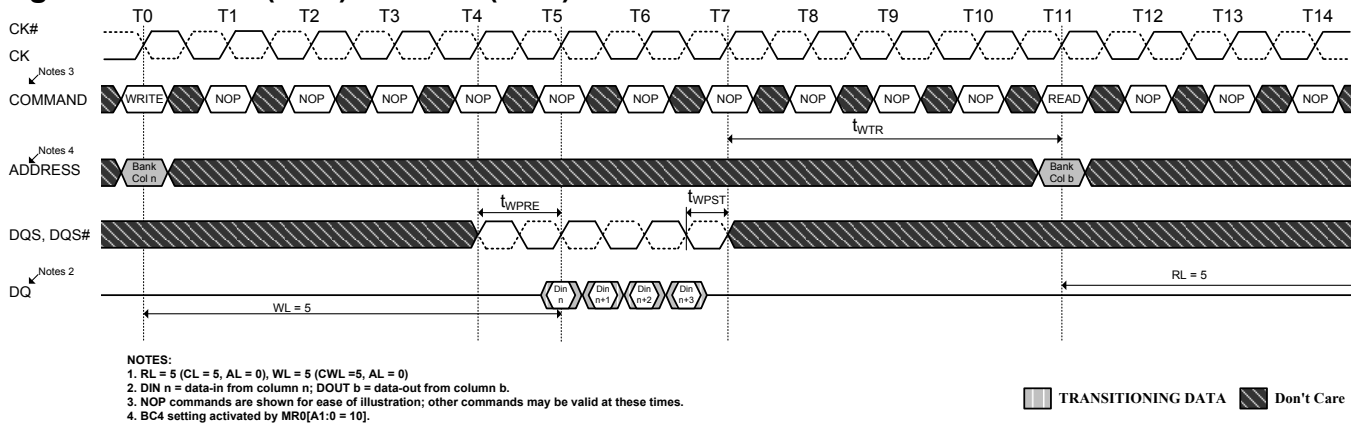 T0 T1 T2 T3 T4 T5 T6 T7 T8 T9 T10 T11 T12 T13 T14
CK#
CK
Notes 3
COMMAND WRITE NOP NOP NOP NOP NOP NOP NOP NOP NOP NOP READ NOP NOP NOP
tWTR
Notes 4
ADDRESS
Bank Bank
Col n Col b
tWPRE tWPST
DQS, DQS#
Notes 2
RL = 5
DQ
Din Din Din Din
n n+1 n+2 n+3
WL = 5
NOTES:
1. RL = 5 (CL = 5, AL = 0), WL = 5 (CWL =5, AL = 0)
2. DIN n = data-in from column n; DOUT b = data-out from column b.
3. NOP commands are shown for ease of illustration; other commands may be valid at these times.
4. BC4 setting activated by MR0[A1:0 = 10].
TRANSITIONING DATA Don't Care